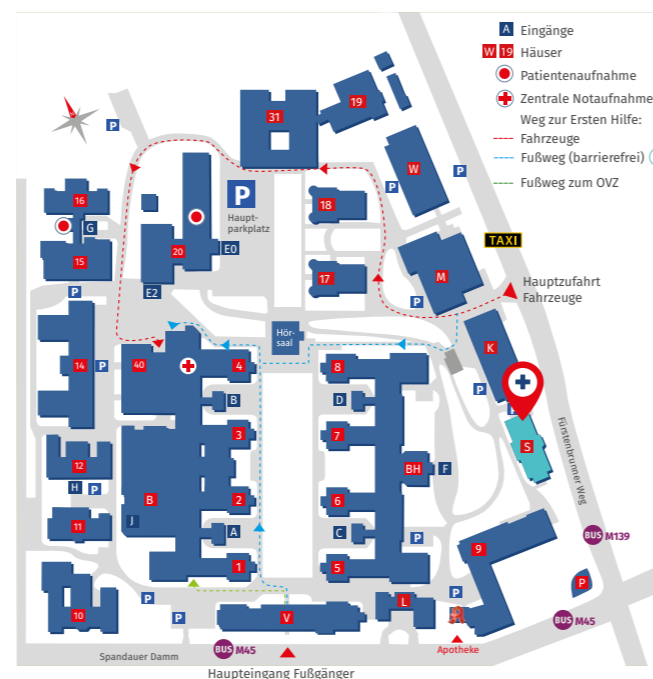 A Eingänge
W 19 Häuser
Patientenaufnahme
Zentrale Notaufnahme
Weg zur Ersten Hilfe:
Fahrzeuge
Fußweg (barrierefrei)
Fußweg zum OVZ
31
19
P
W
P
P
16
G
15
P
Haupt-
parkplatz
20
E0
E2
18
17
M
P
TAXI
Hauptzufahrt
Fahrzeuge
P
14
P
40
4
Hör-
saal
8
K
P
B
D
3
7
S
Fürstenbrunner Weg
12
H
P
B
J
2
BH
F
6
11
A
C
P
9
BUS M139
1
5
10
P
P
V
L
P
P
Apotheke
BUS M45
Spandauer Damm
BUS M45
Haupteingang Fußgänger